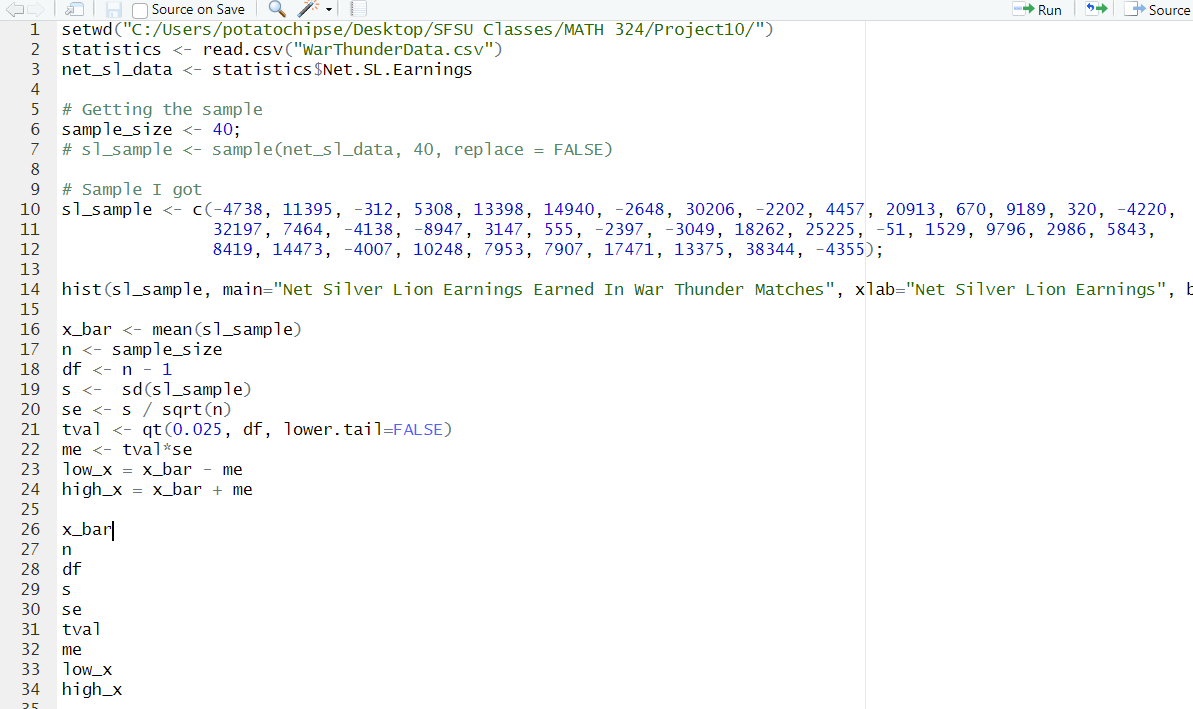 Source on Save Run Source
1 setwd("C:/Users/potatochipse/Desktop/SFSU Classes/MATH 324/Project10/")
2 statistics <- read.csv("WarThunderData.csv")
3 net_sl_data <- statistics$Net.SL.Earnings
4
5 # Getting the sample
6 sample_size <- 40;
7 # sl_sample <- sample(net_sl_data, 40, replace = FALSE)
8
9 # Sample I got
10 sl_sample <- c(-4738, 11395, -312, 5308, 13398, 14940, -2648, 30206, -2202, 4457, 20913, 670, 9189, 320, -4220,
11 32197, 7464, -4138, -8947, 3147, 555, -2397, -3049, 18262, 25225, -51, 1529, 9796, 2986, 5843,
12 8419, 14473, -4007, 10248, 7953, 7907, 17471, 13375, 38344, -4355);
13
14 hist(sl_sample, main="Net Silver Lion Earnings Earned In War Thunder Matches", xlab="Net Silver Lion Earnings", b
15
16 x_bar <- mean(sl_sample)
17 n <- sample_size
18 df <- n - 1
19 s <- sd(sl_sample)
20 se <- s / sqrt(n)
21 tval <- qt(0.025, df, lower.tail=FALSE)
22 me <- tval*se
23 low_x = x_bar - me
24 high_x = x_bar + me
25
26 x_bar
27 n
28 df
29 s
30 se
31 tval
32 me
33 low_x
34 high_x
35